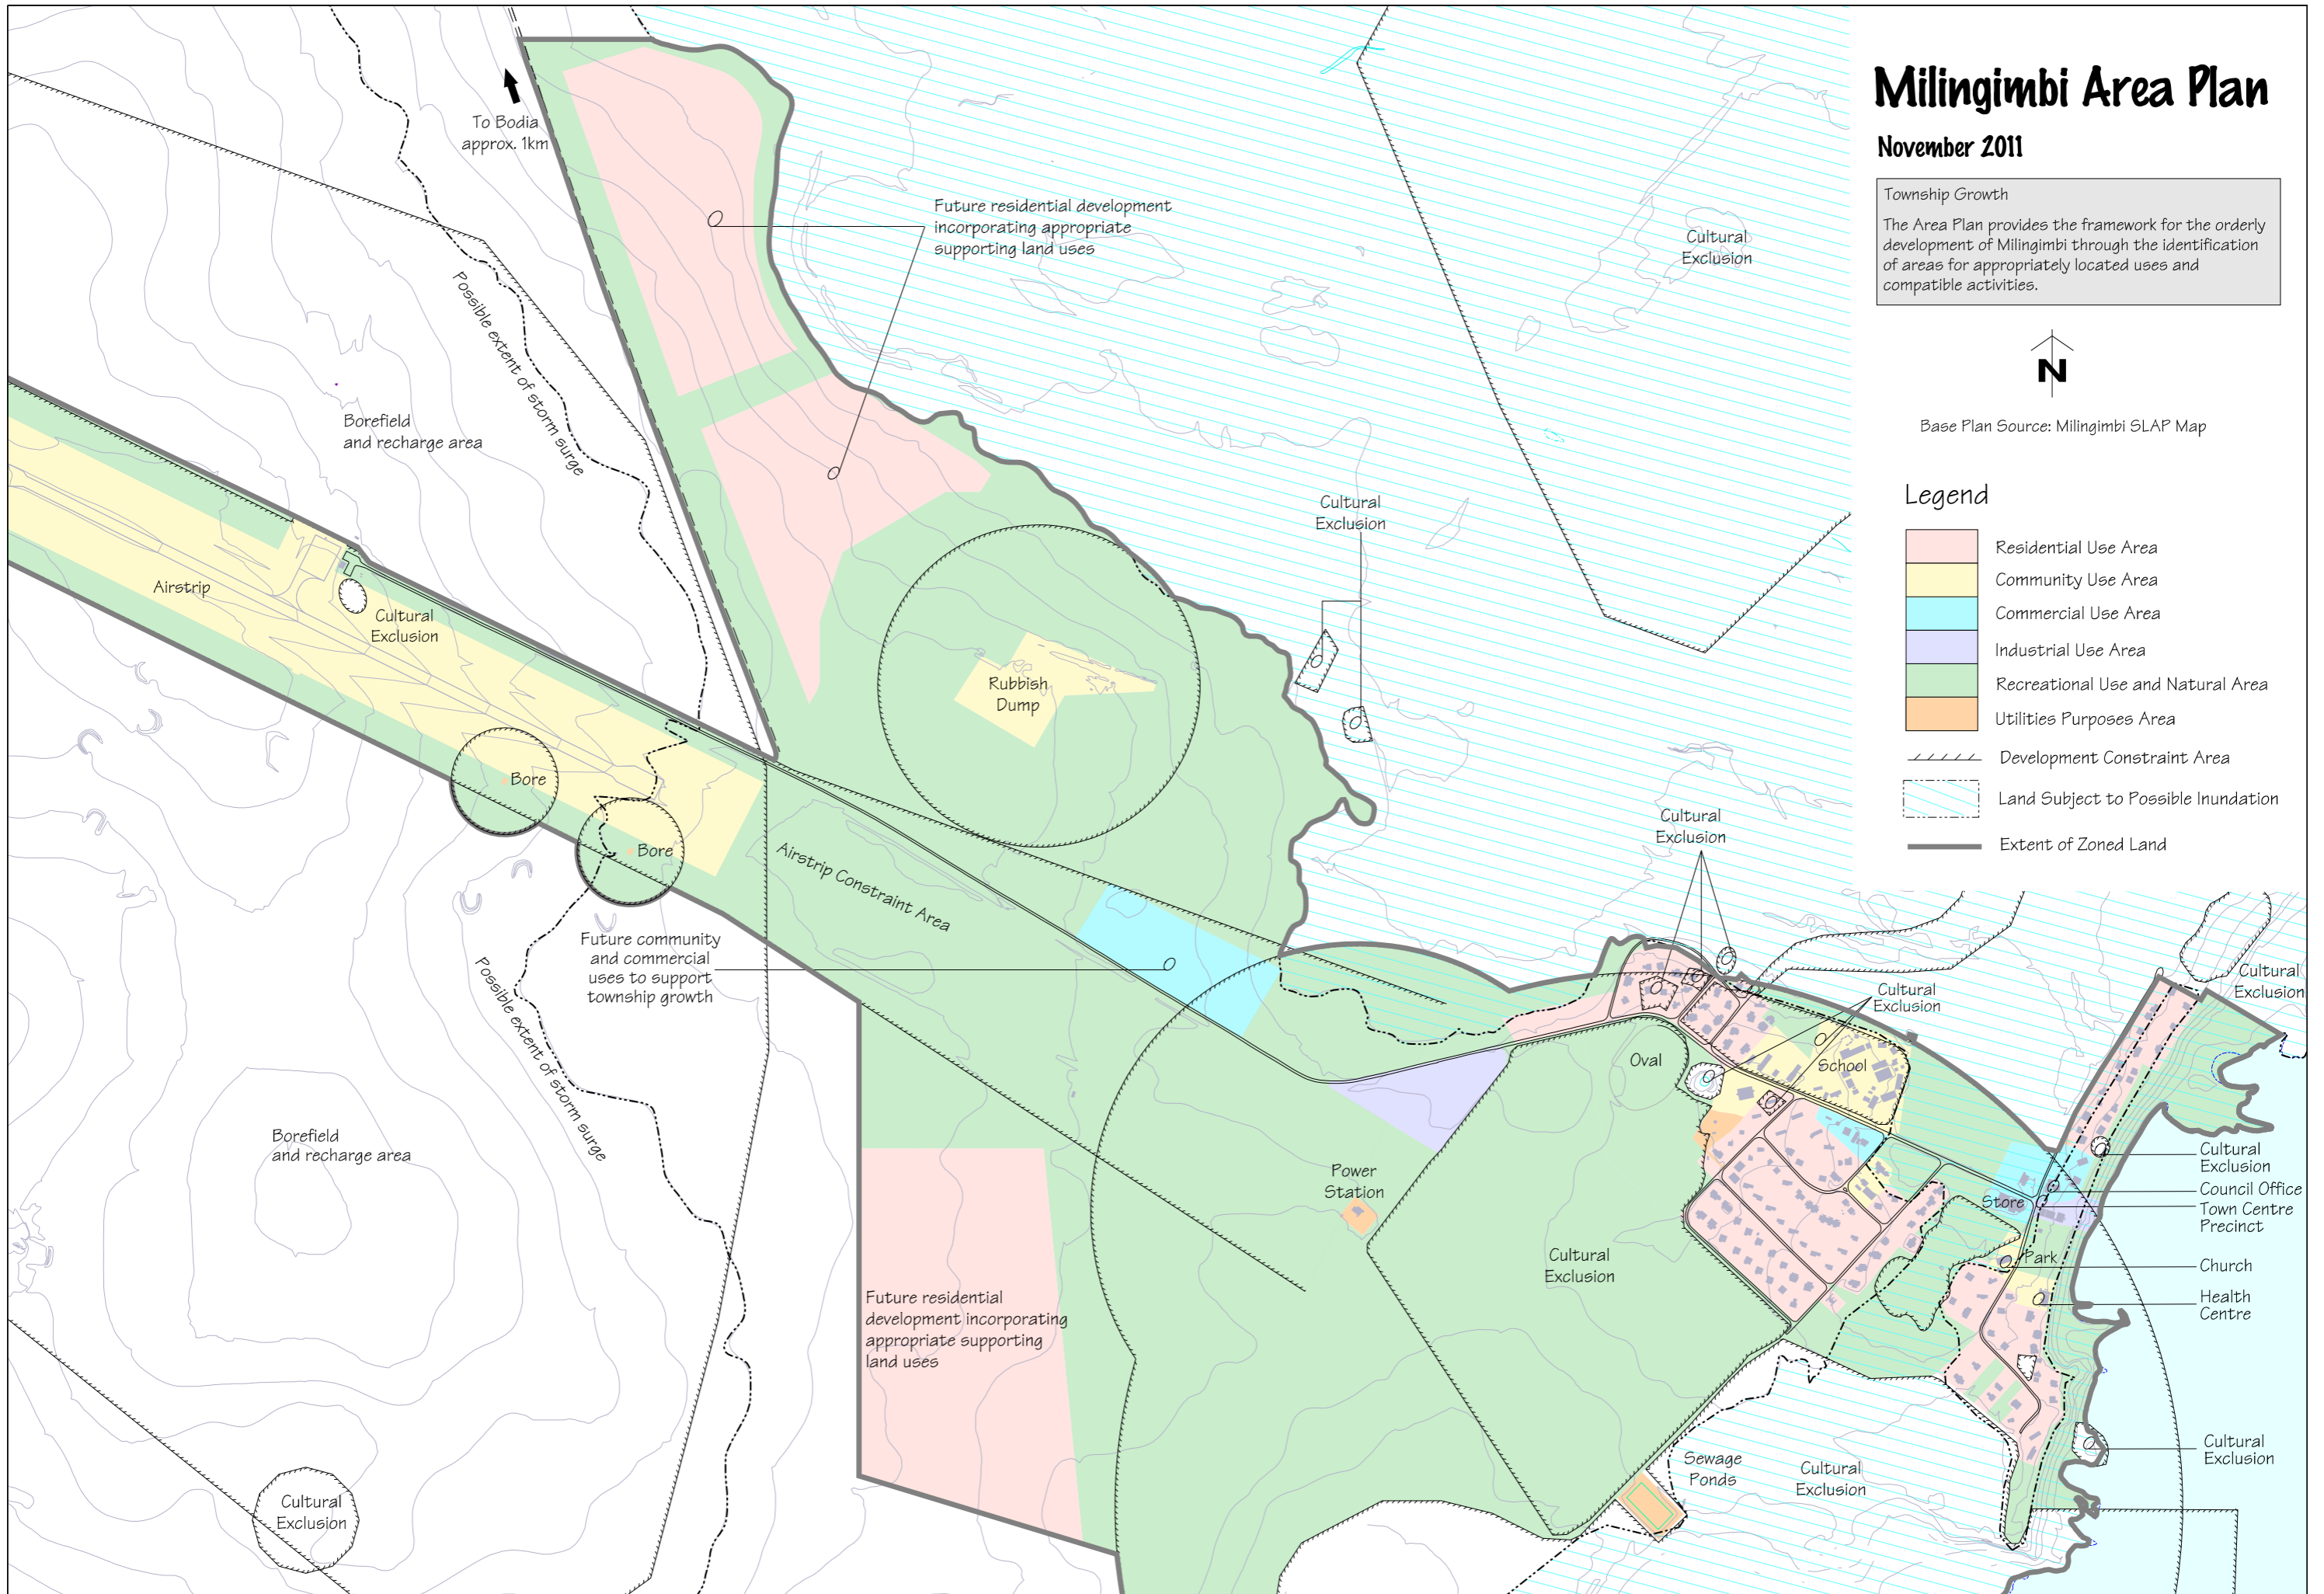 Milingimbi Area Plan
November 2011
Township Growth
The Area Plan provides the framework for the orderly
development of Milingimbi through the identification
of areas for appropriately located uses and
compatible activities.
N
Base Plan Source: Milingimbi SLAP Map
Legend
Residential Use Area
Community Use Area
Commercial Use Area
Industrial Use Area
Recreational Use and Natural Area
Utilities Purposes Area
Development Constraint Area
Land Subject to Possible Inundation
Extent of Zoned Land
To Bodia
approx. 1km
Future residential development
incorporating appropriate
supporting land uses
Cultural
Exclusion
Possible extent of storm surge
Borefield
and recharge area
Cultural
Exclusion
Airstrip
Cultural
Exclusion
Rubbish
Dump
Bore
Bore
Airstrip Constraint Area
Cultural
Exclusion
Future community
and commercial
uses to support
township growth
Possible extent of storm surge
Cultural
Exclusion
Cultural
Exclusion
Oval
School
Borefield
and recharge area
Power
Station
Cultural
Exclusion
Cultural
Exclusion
Council Office
Town Centre
Precinct
Store
Park
Church
Health
Centre
Future residential
development incorporating
appropriate supporting
land uses
Cultural
Exclusion
Sewage
Ponds
Cultural
Exclusion
Cultural
Exclusion